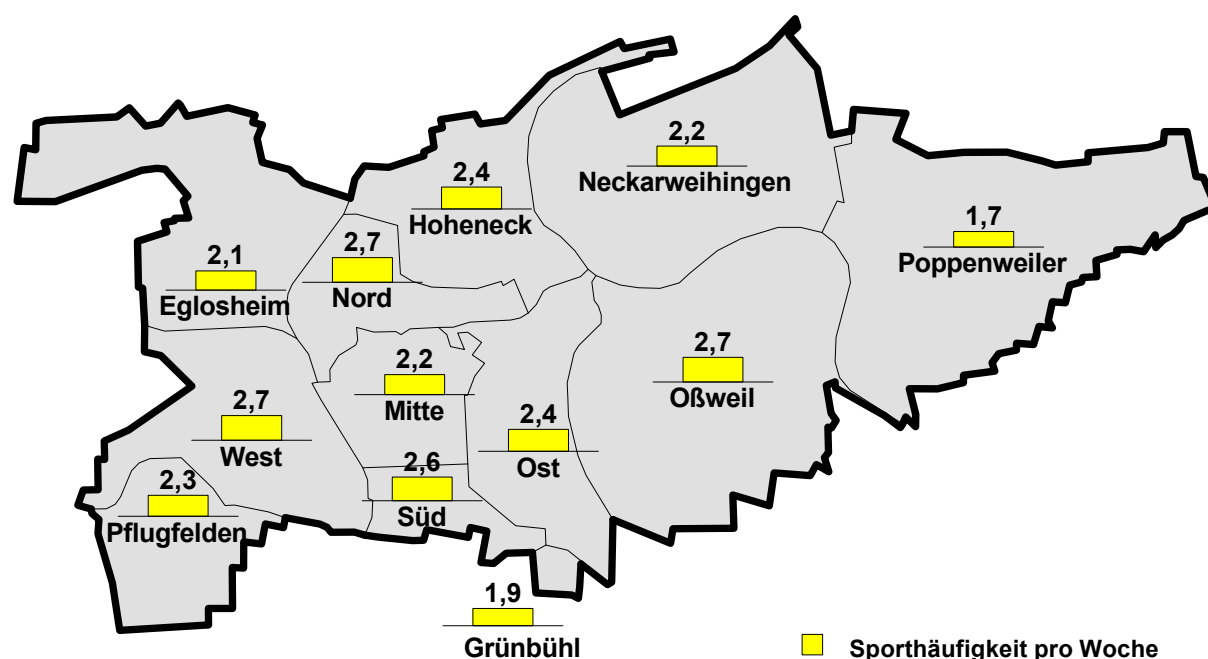 2,2
Neckarweihingen
2,4
Hoheneck
1,7
Poppenweiler
2,7
Nord
2,1
Eglosheim
2,7
Oßweil
2,2
Mitte
2,7
West
2,4
Ost
2,6
Süd
2,3
Pflugfelden
1,9
Grünbühl
Sporthäufigkeit pro Woche